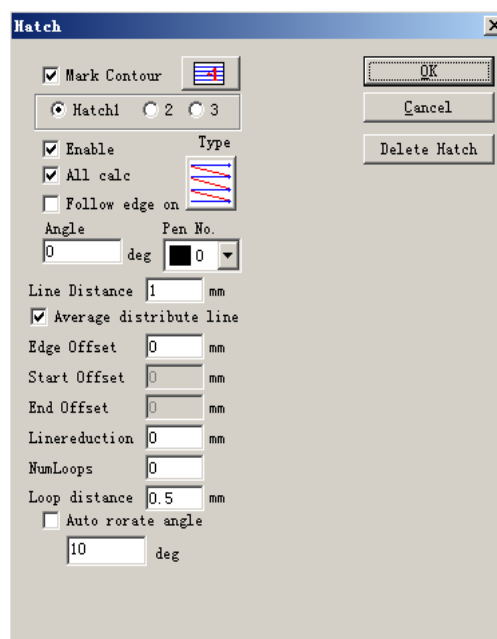 Hatch
Mark Contour
OK
Hatch1 2 3
Cancel
Enable Type
Delete Hatch
All calc
Follow edge on
Angle Pen No.
0 deg 0
Line Distance 1 mm
Average distribute line
Edge Offset 0 mm
Start Offset 0 mm
End Offset 0 mm
Linereduction 0 mm
NumLoops 0
Loop distance 0.5 mm
Auto rorate angle
10 deg